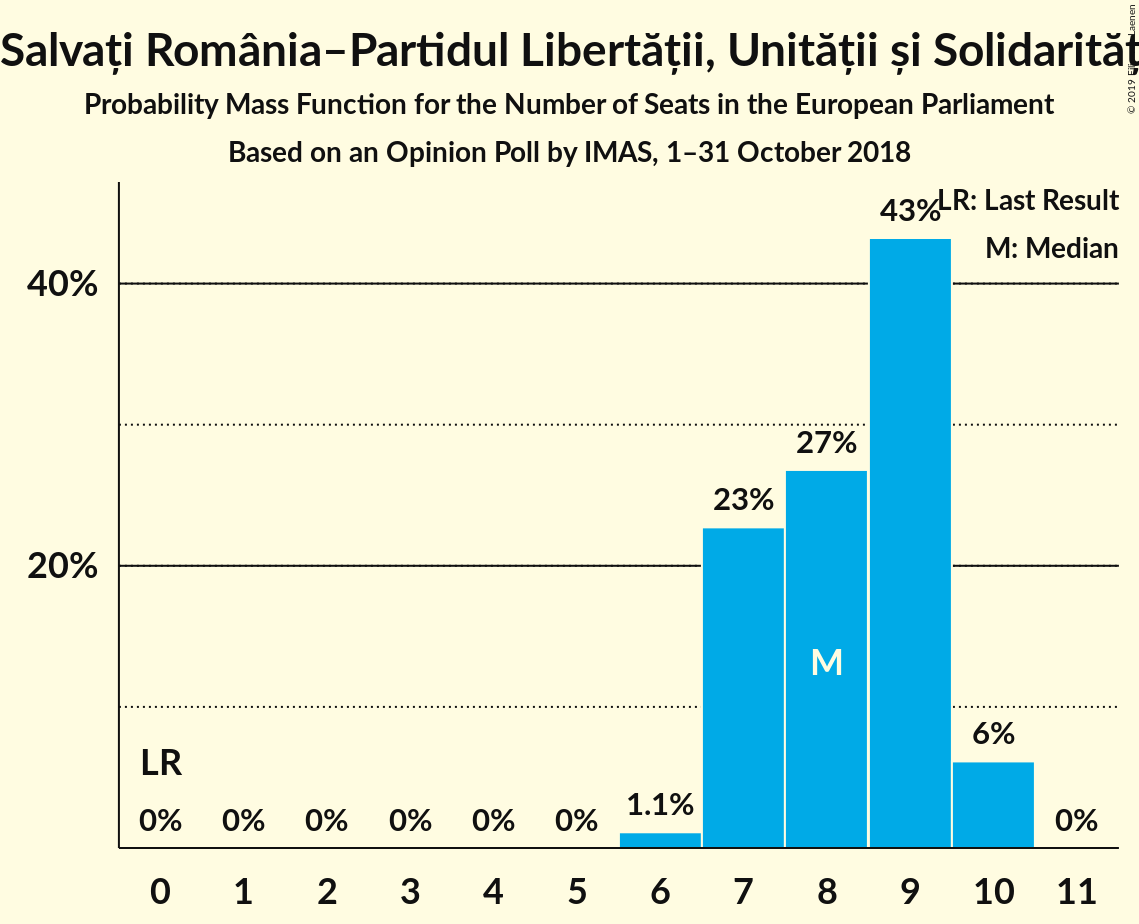 Salvați România–Partidul Libertății, Unității și Solidarităț
Probability Mass Function for the Number of Seats in the European Parliament
Based on an Opinion Poll by IMAS, 1–31 October 2018
© 2019
LR: Last Result
M: Median
40%
20%
43%
27%
23%
M
6%
1.1%
LR
0% 0% 0% 0% 0% 0% 0%
0 1 2 3 4 5 6 7 8 9 10 11